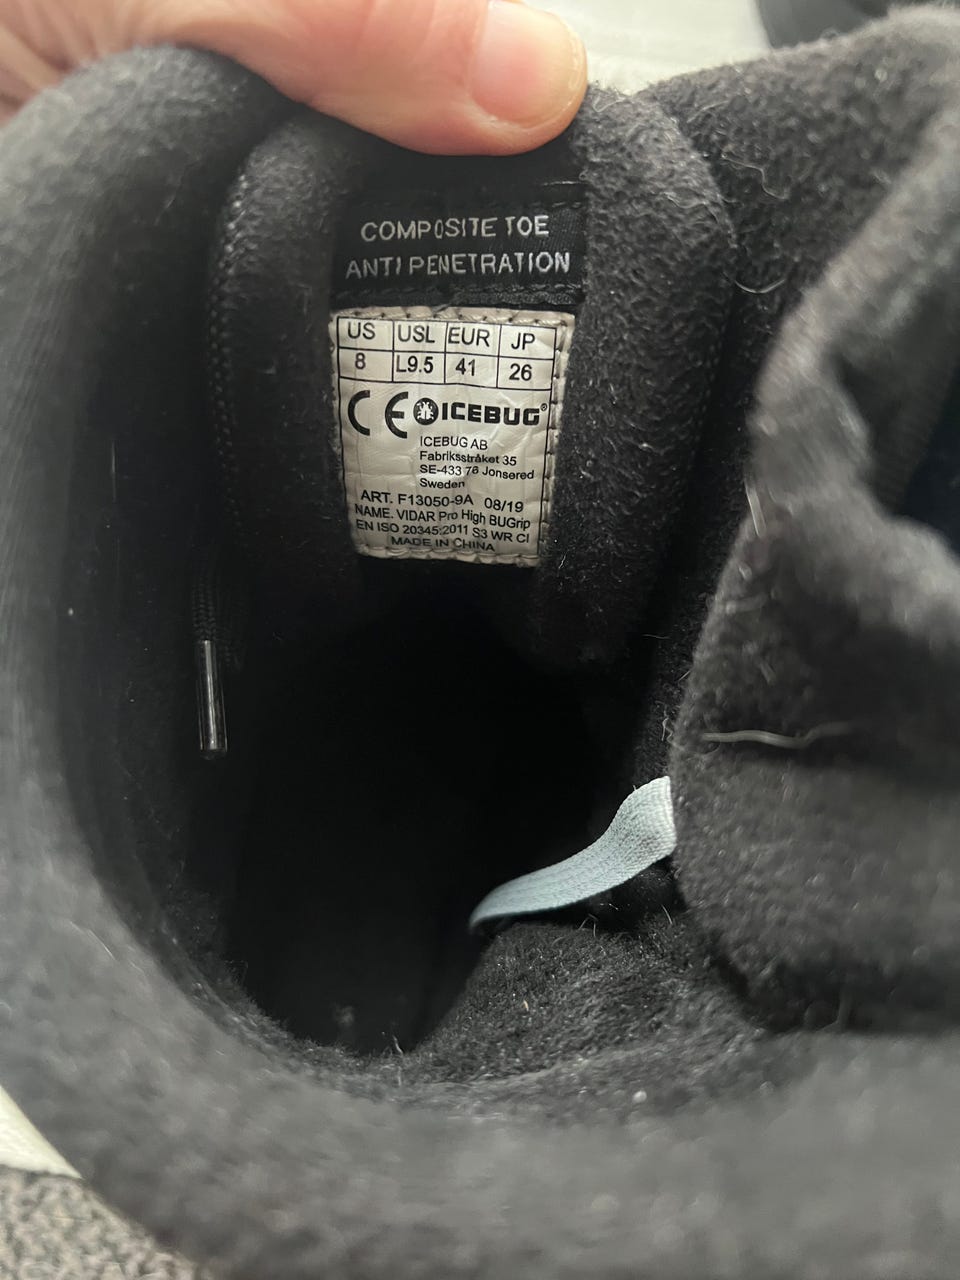 COMPOSITE TOE
ANTI PENETRATION
US USL EUR JP
8 L9.5 41 26
CE ICEBUG®
ICEBUG AB
Fabriksstråket 35
SE-433 76 Jonsered
Sweden
ART. F13050-9A 08/19
NAME. VIDAR Pro High BUGrip
EN ISO 20345:2011 S3 WR CI
MADE IN CHINA